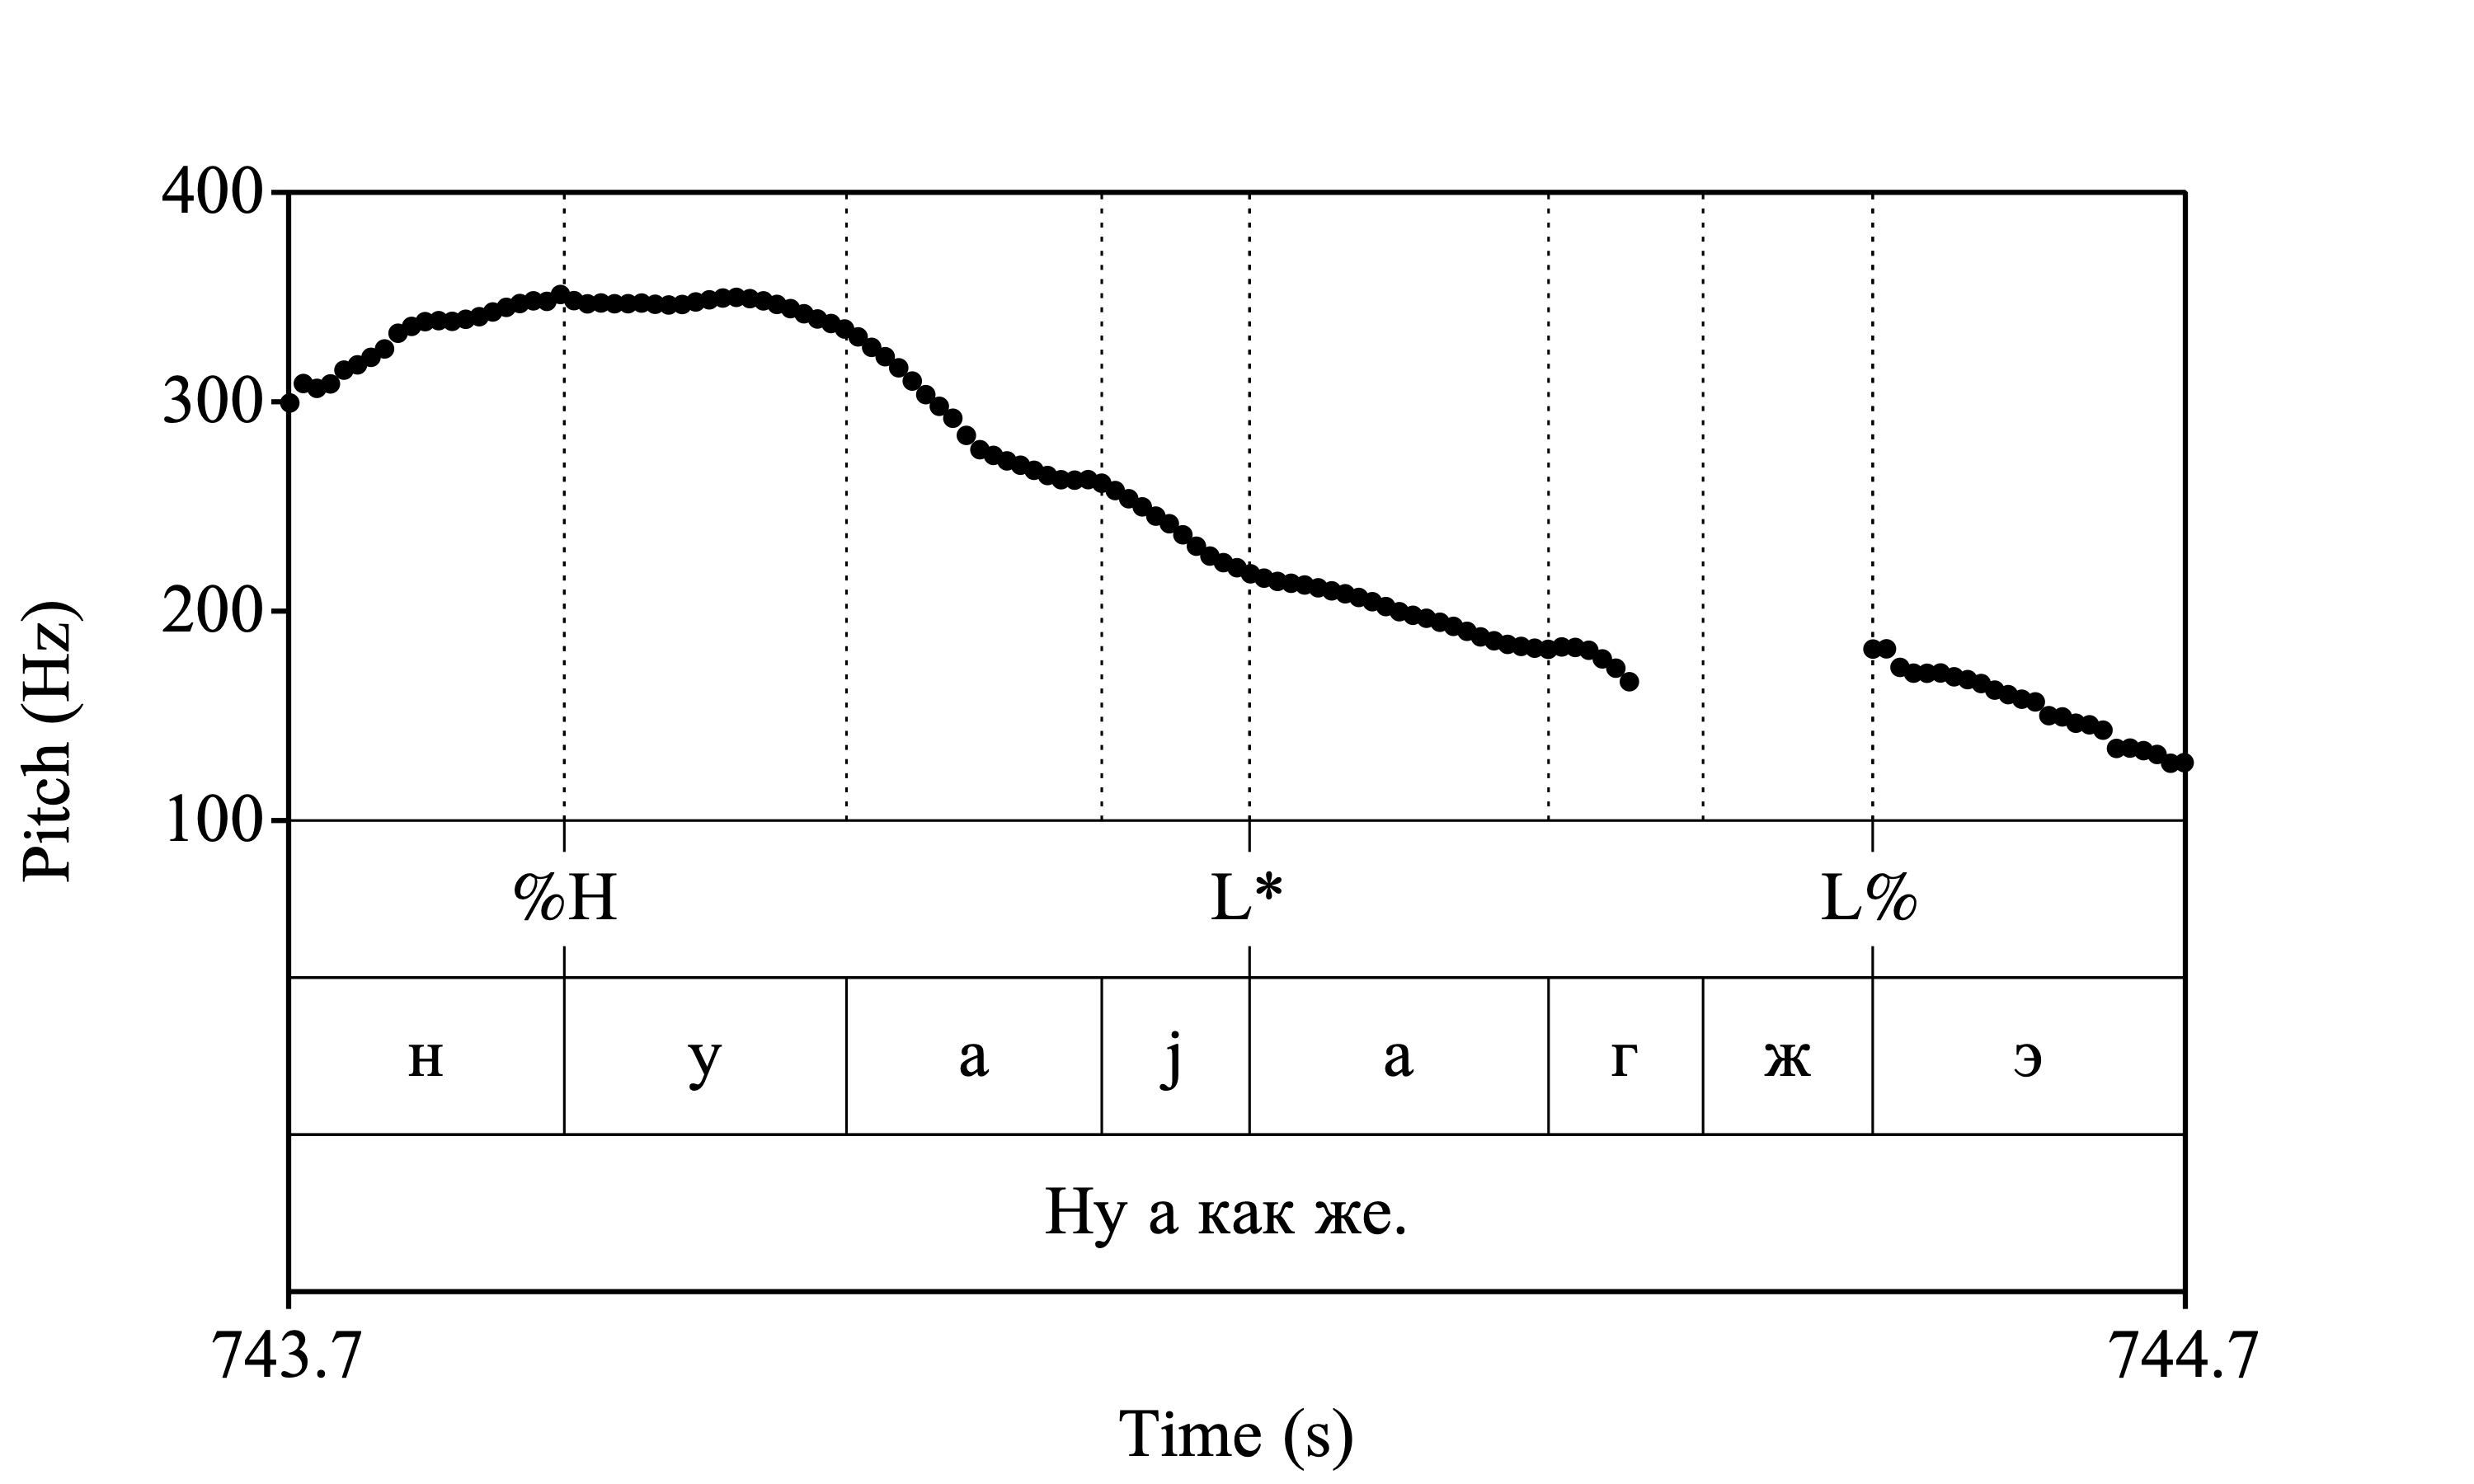 400
300
200
100
Pitch (Hz)
%H L* L%
н у а j а г ж э
Ну а как же.
743.7 744.7
Time (s)